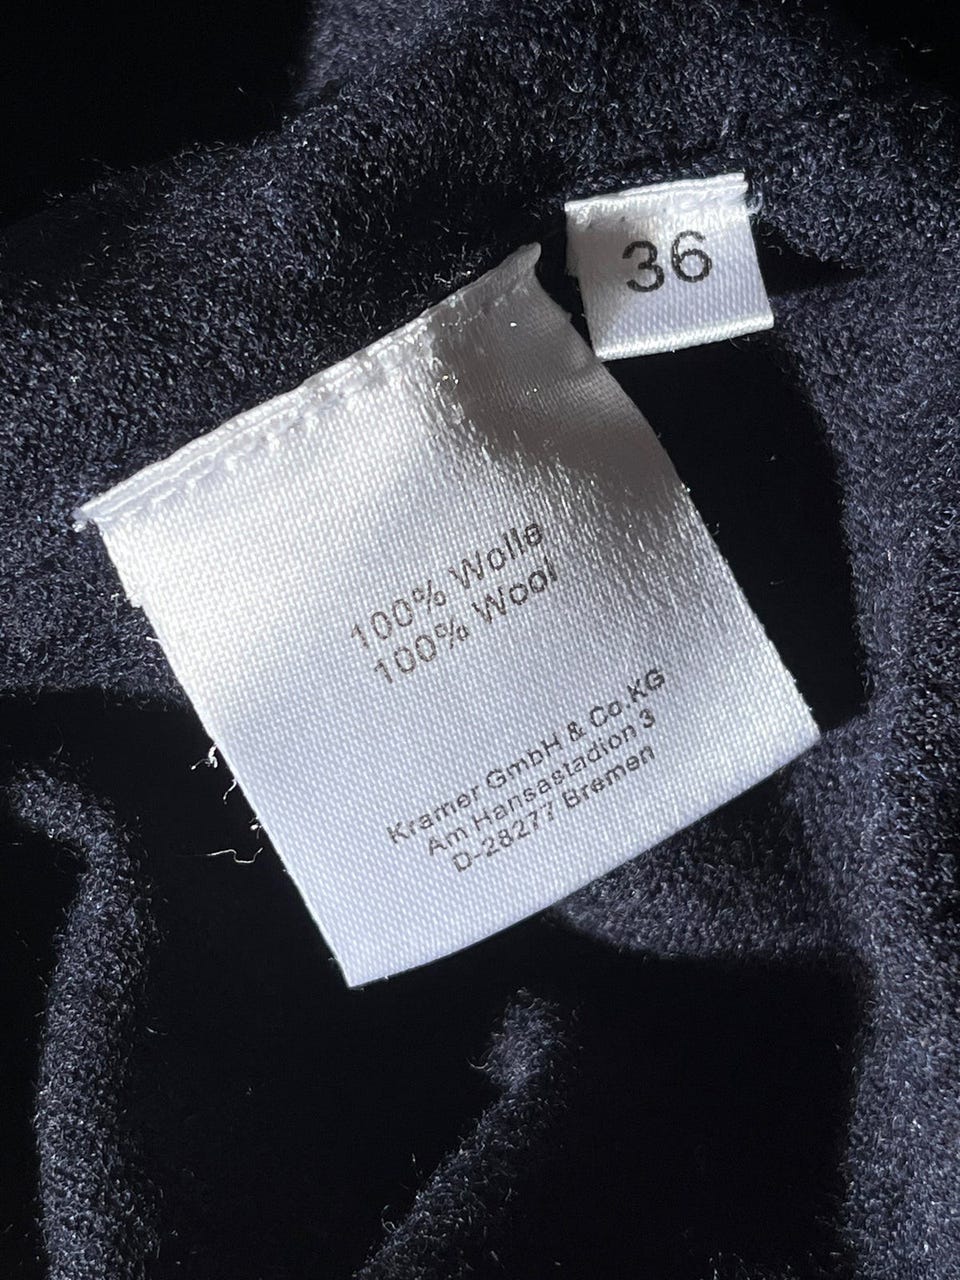 36
100% Wolle
100% Wool
Kramer GmbH & Co.KG
Am Hansastadion 3
D-28277 Bremen